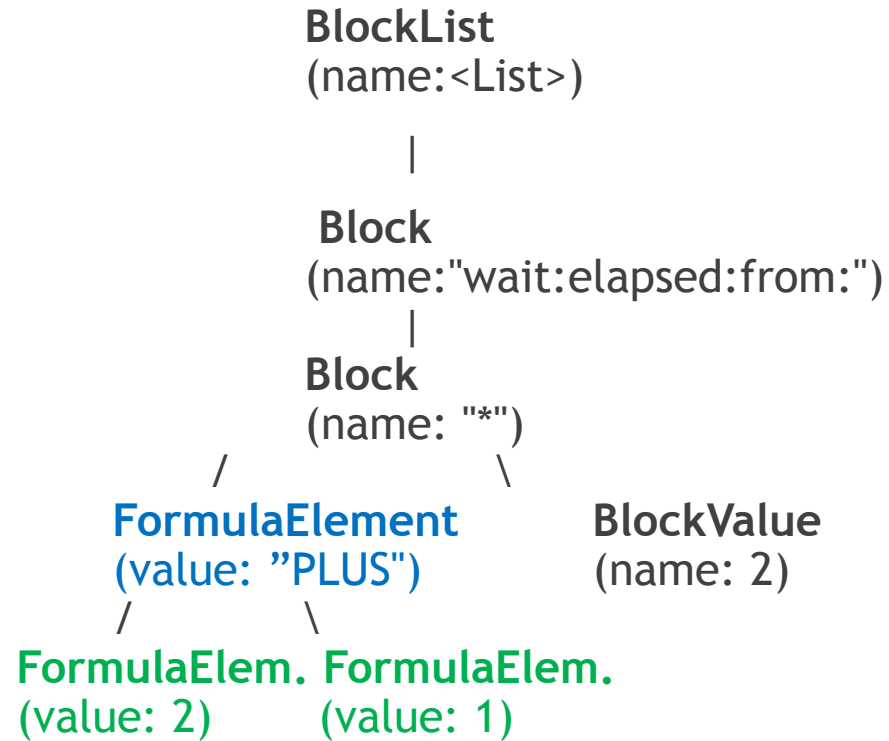 BlockList
(name:<List>)
|
Block
(name:"wait:elapsed:from:")
|
Block
(name: "*")
/ \
FormulaElement BlockValue
(value: ”PLUS") (name: 2)
/ \
FormulaElem. FormulaElem.
(value: 2) (value: 1)